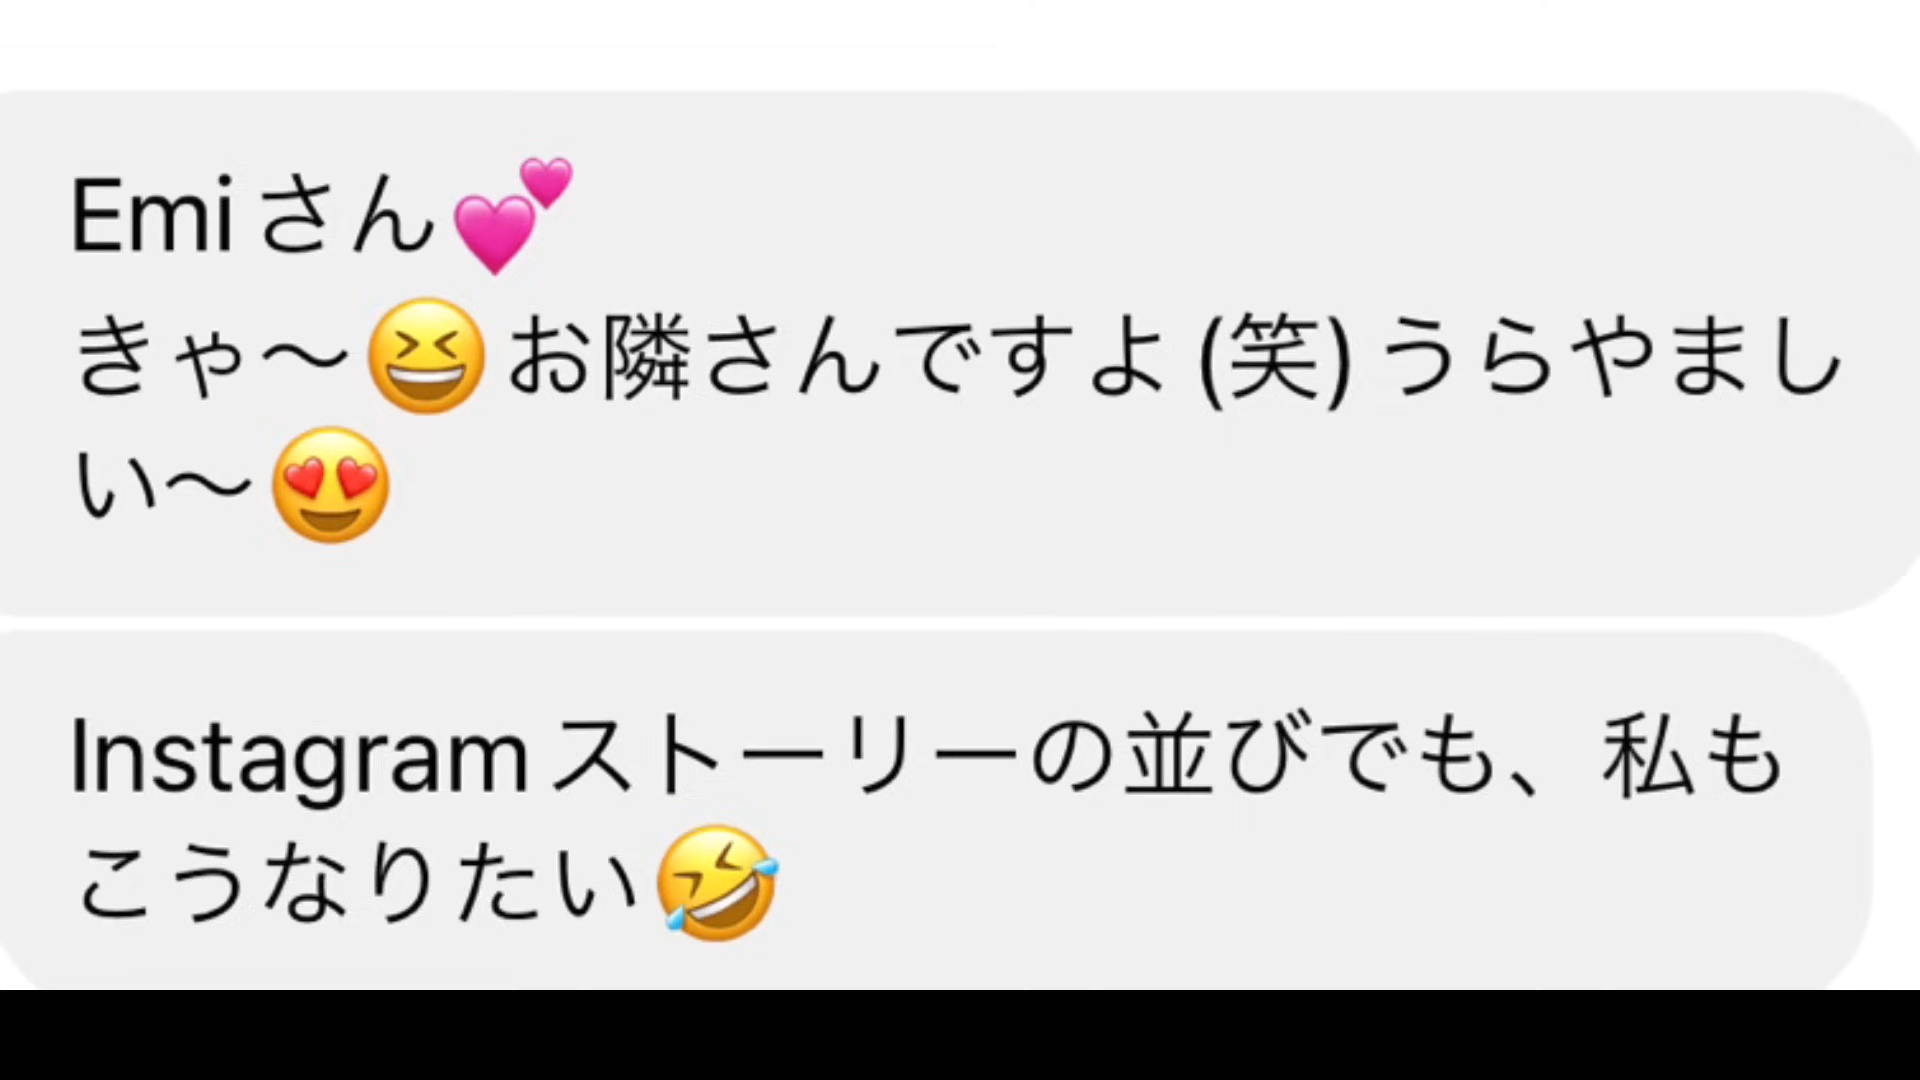 Emiさん💕
きゃ〜😆お隣さんですよ(笑)うらやまし
い〜😍
Instagramストーリーの並びでも、私も
こうなりたい🤣